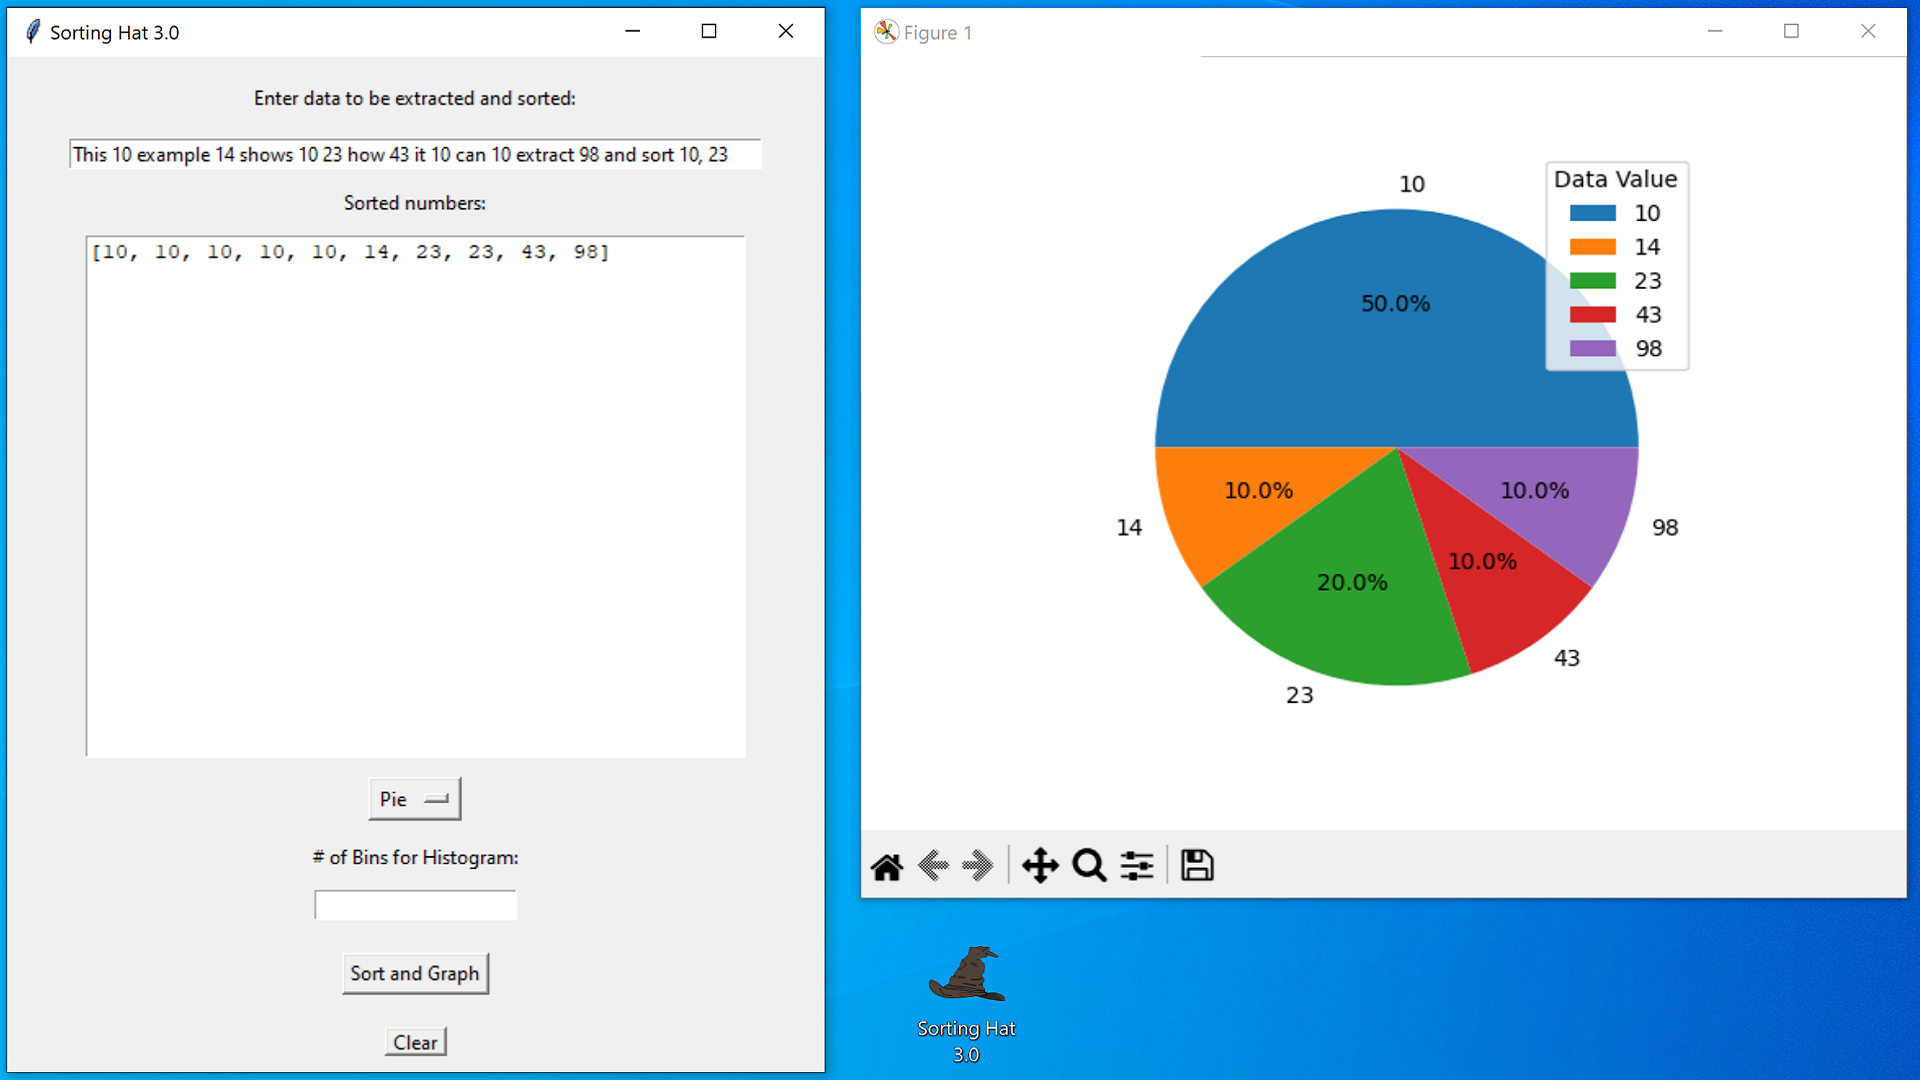 Sorting Hat 3.0
Enter data to be extracted and sorted:
This 10 example 14 shows 10 23 how 43 it 10 can 10 extract 98 and sort 10, 23
Sorted numbers:
[10, 10, 10, 10, 10, 14, 23, 23, 43, 98]
Pie
# of Bins for Histogram:
Sort and Graph
Clear
Figure 1
Data Value
10
14
23
43
98
10
50.0%
10.0%
10.0%
14
98
10.0%
20.0%
43
23
Sorting Hat
3.0